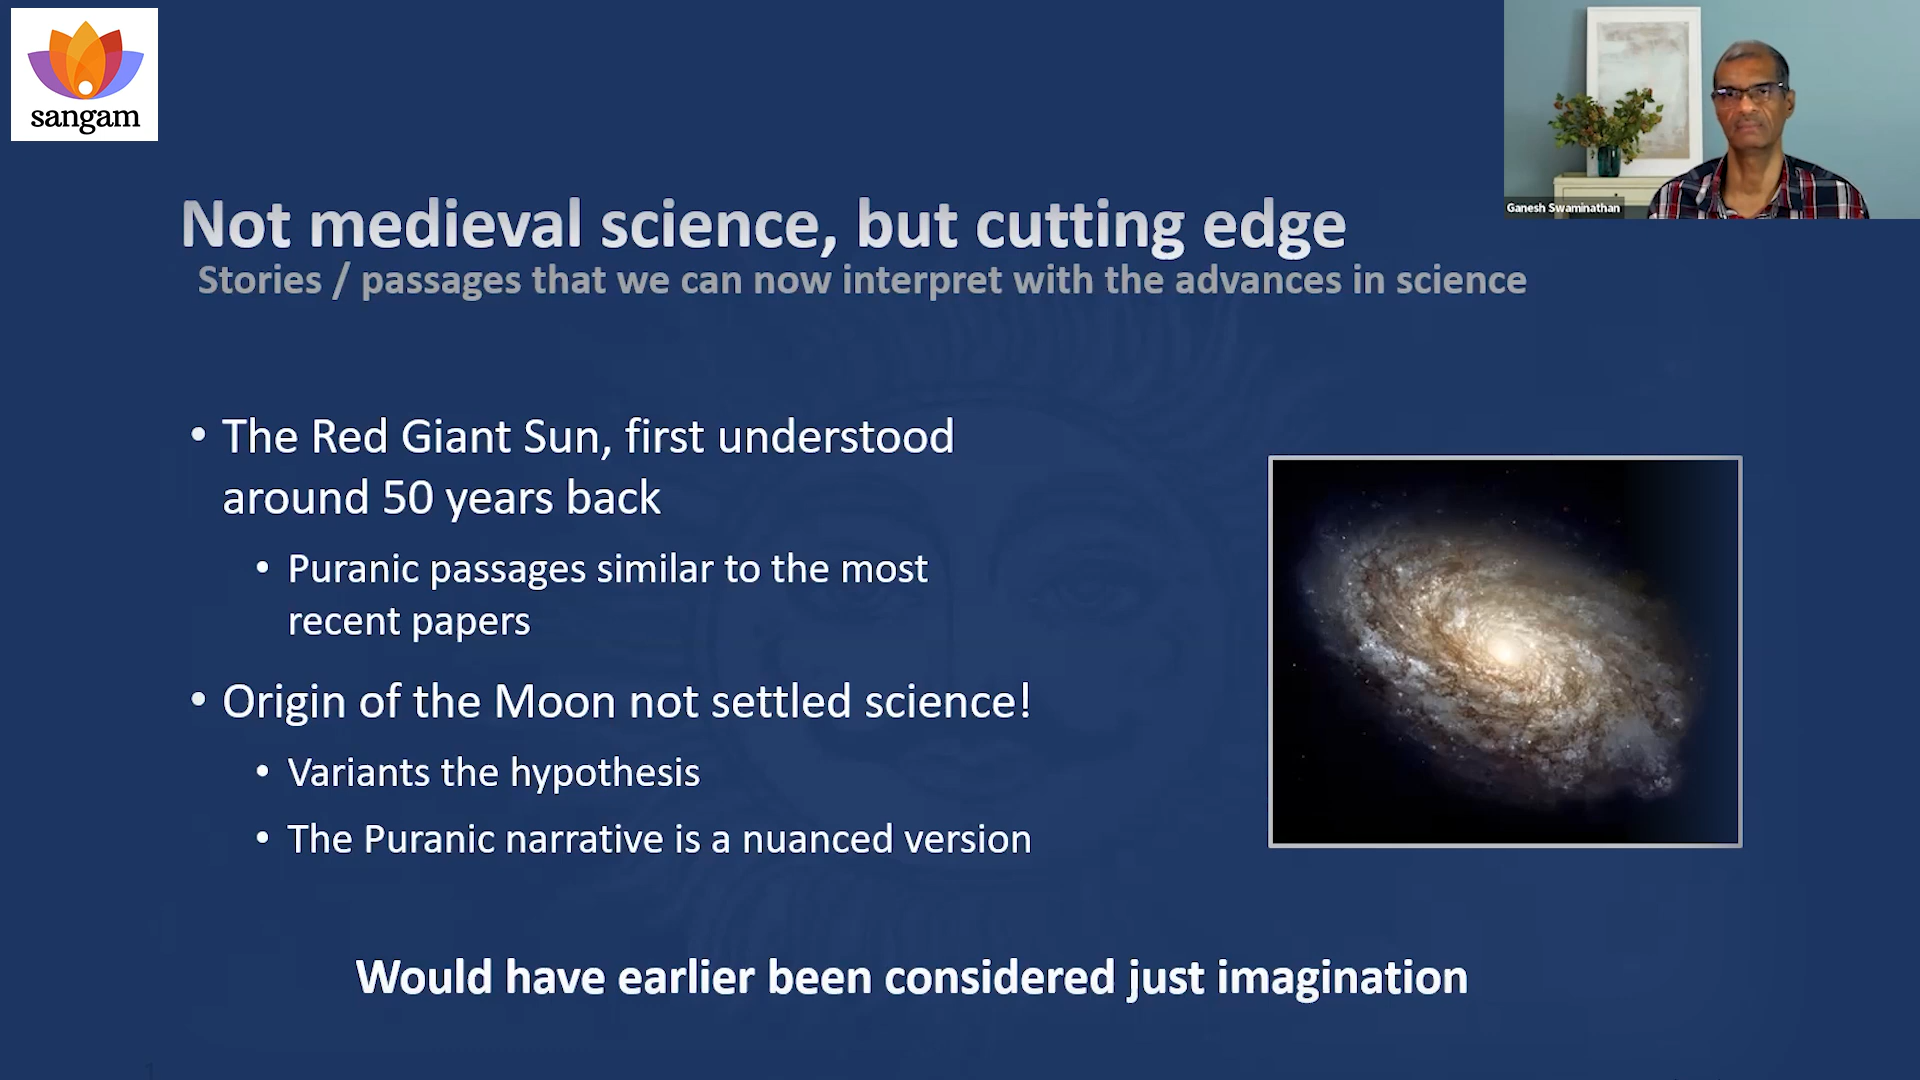 sangam
Ganesh Swaminathan
Not medieval science, but cutting edge
Stories / passages that we can now interpret with the advances in science
• The Red Giant Sun, first understood
around 50 years back
• Puranic passages similar to the most
recent papers
• Origin of the Moon not settled science!
• Variants the hypothesis
• The Puranic narrative is a nuanced version
Would have earlier been considered just imagination
1